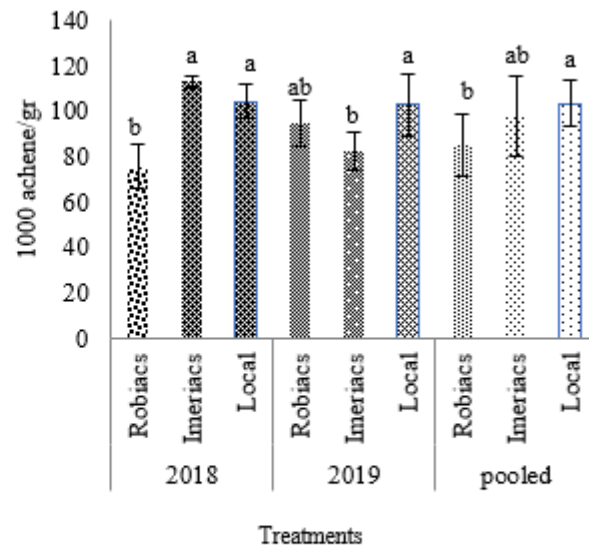 1000 achene/gr
140
120
100
80
60
40
20
0
b
a
a
ab
b
a
b
ab
a
Robiacs
Imeriacs
Local
Robiacs
Imeriacs
Local
Robiacs
Imeriacs
Local
2018
2019
pooled
Treatments